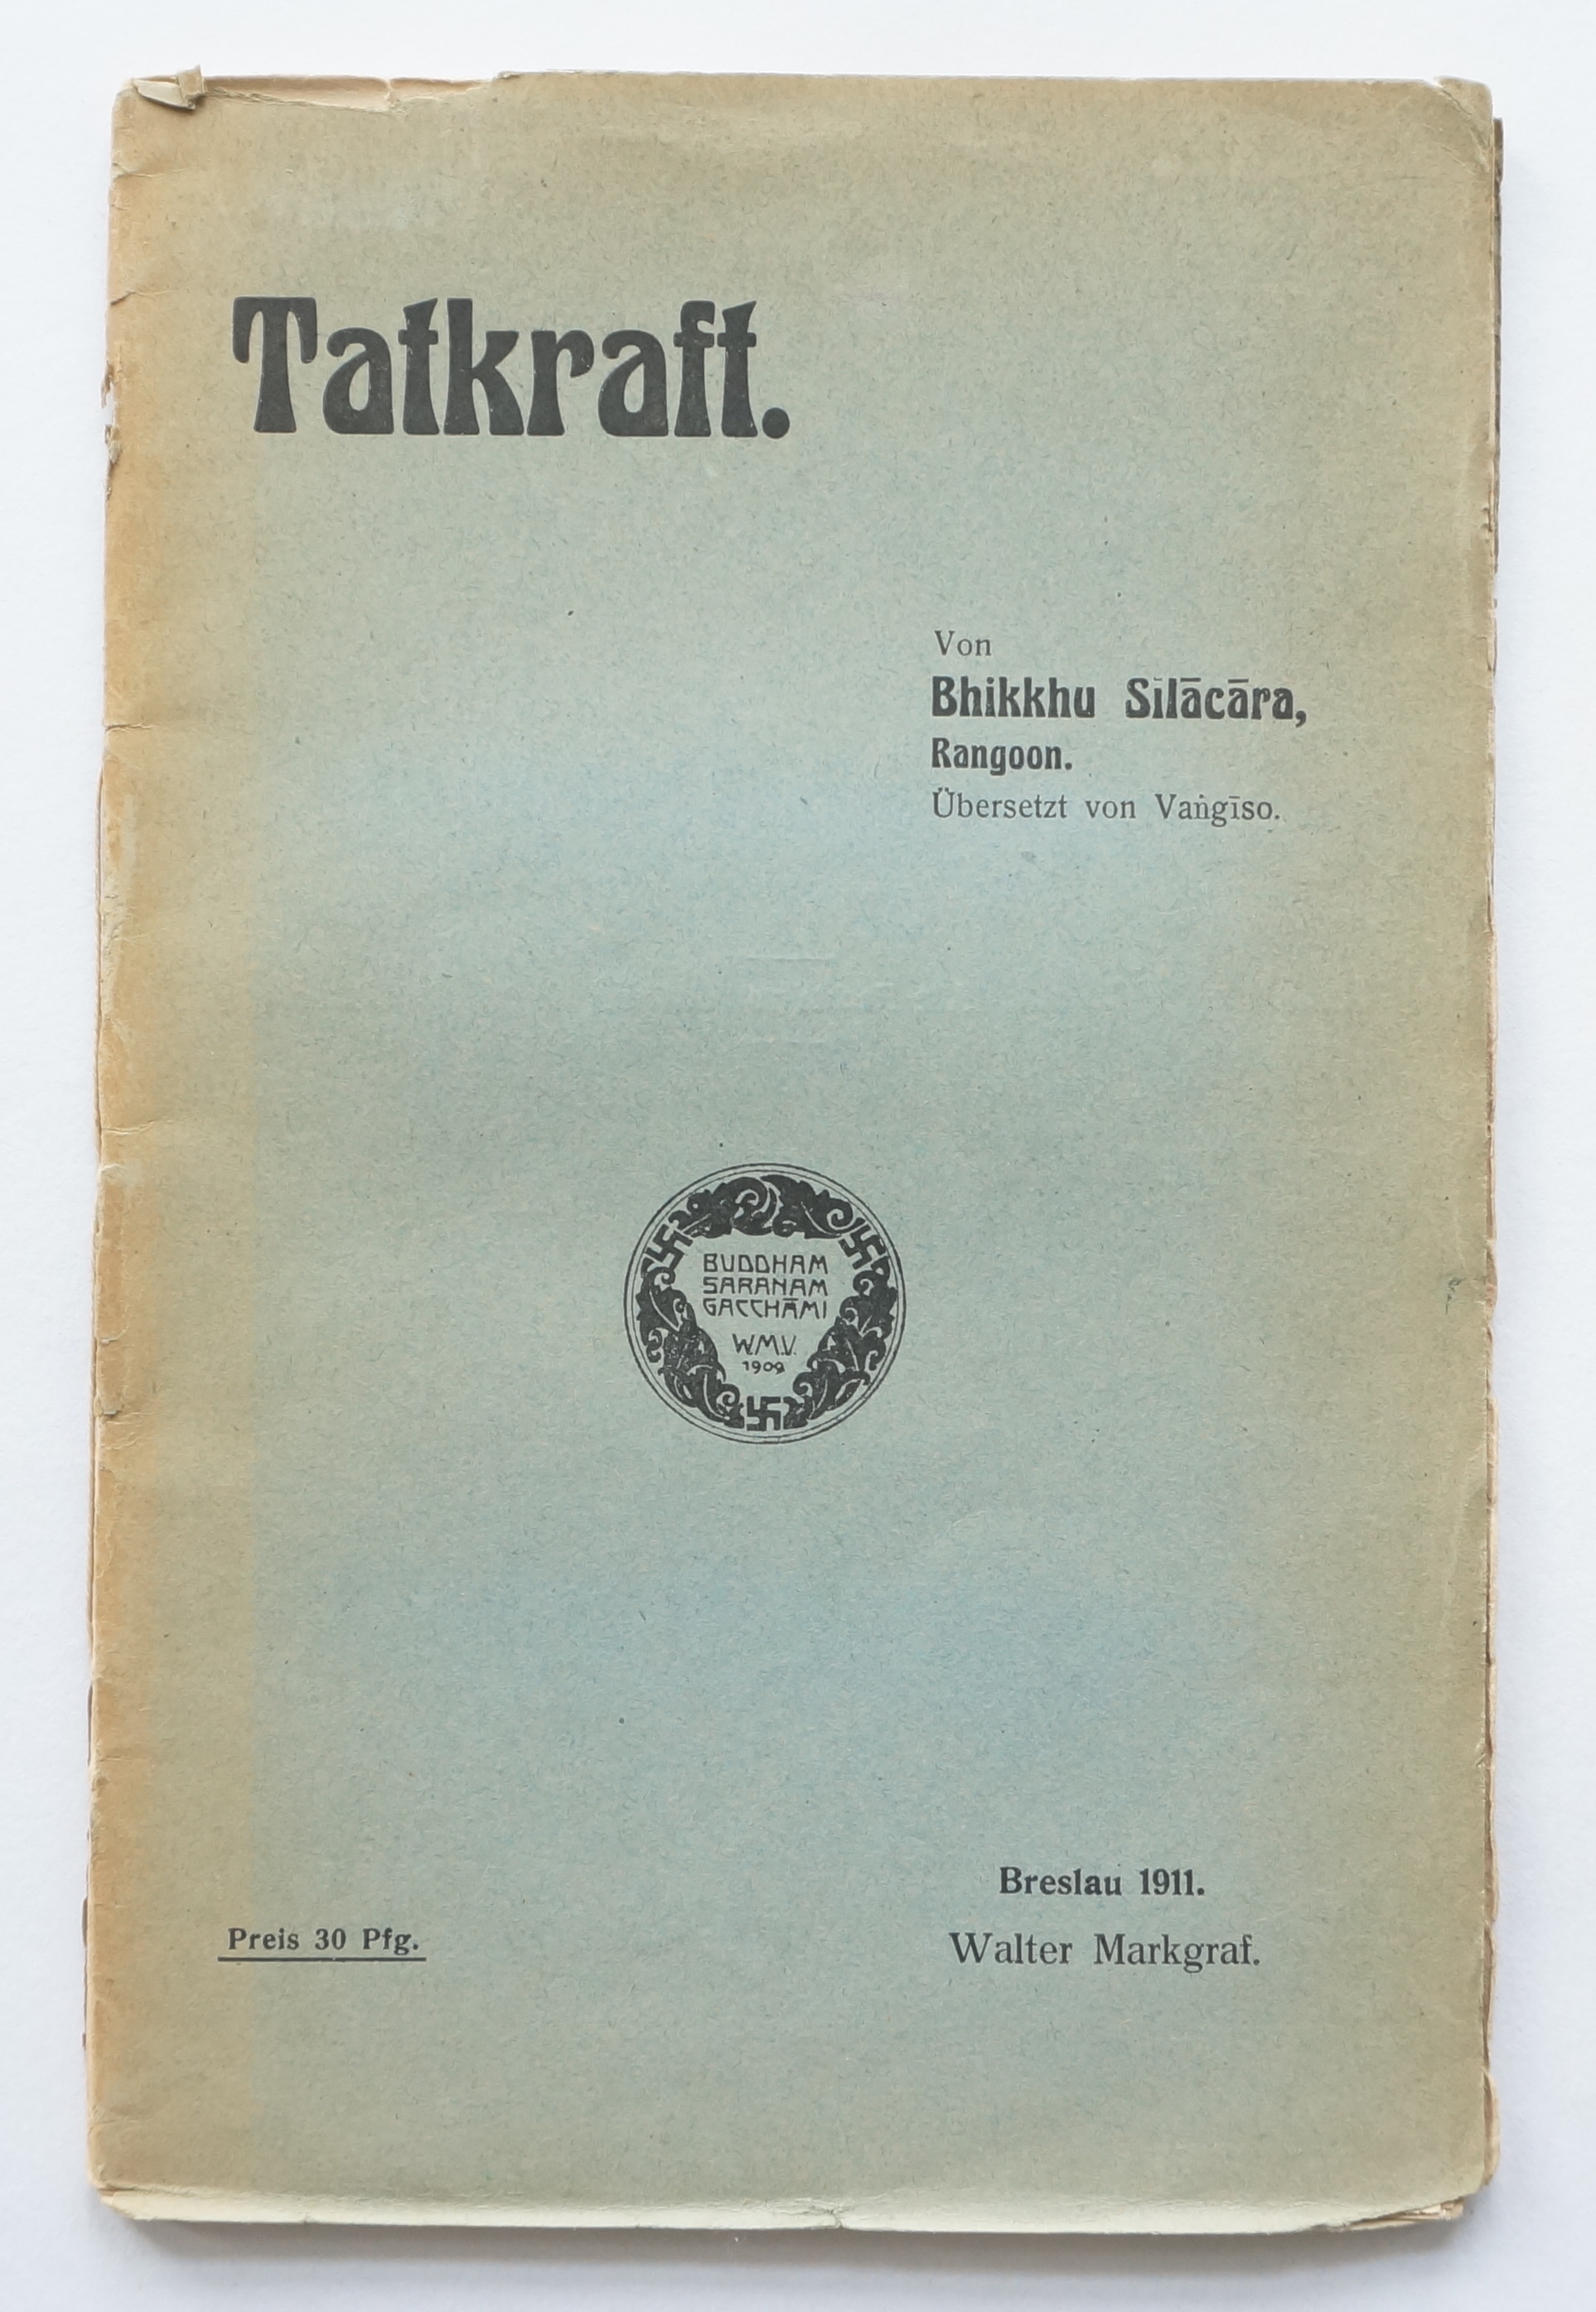 Tatkraft.
Von
Bhikkhu Sīlācāra,
Rangoon.
Übersetzt von Vaṅgīso.
BUDDHAM
SARANAM
GACCHĀMI
W.M.V.
1909
Breslau 1911.
Preis 30 Pfg.
Walter Markgraf.